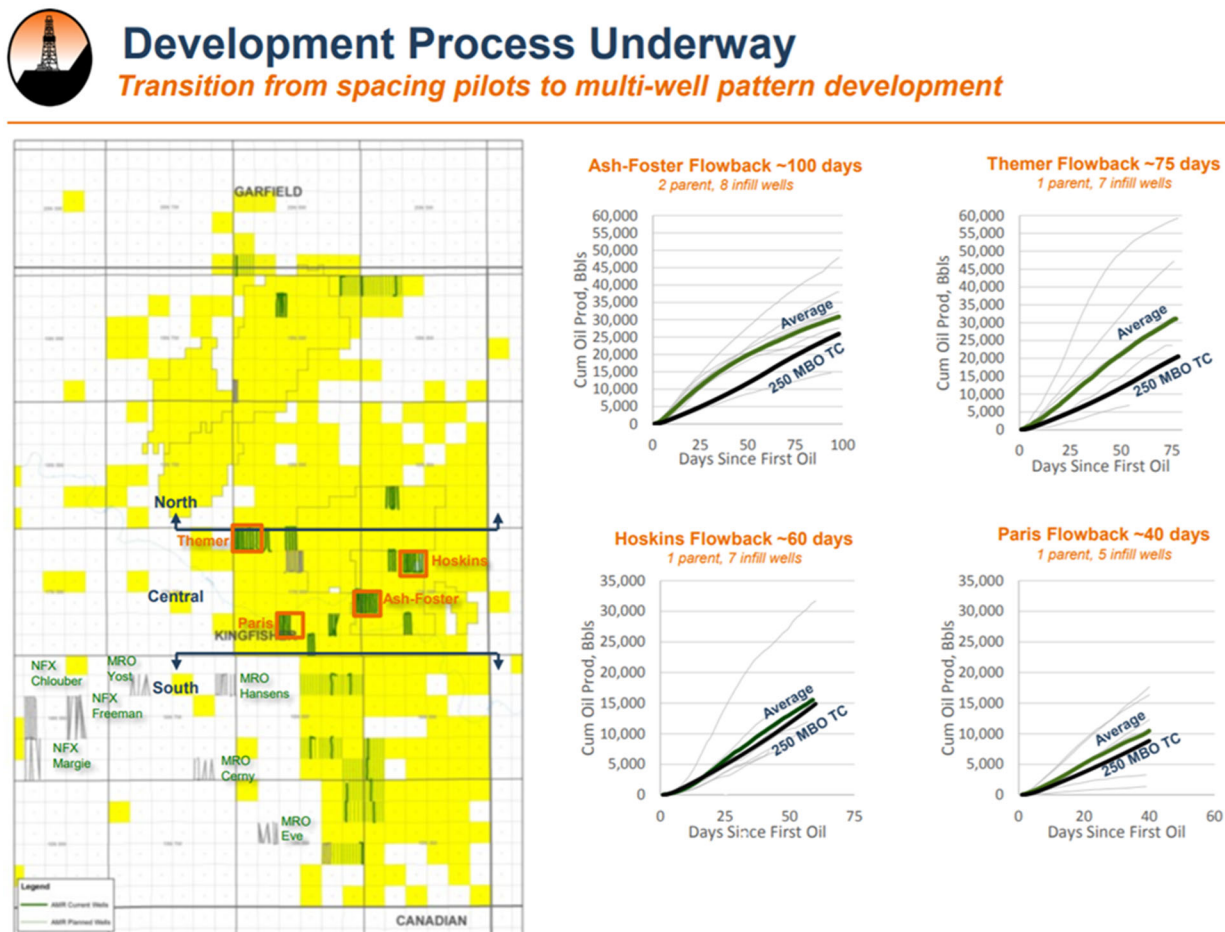 Development Process Underway
Transition from spacing pilots to multi-well pattern development
GARFIELD
North
Themer
Hoskins
Central
Ash-Foster
Paris
KINGFISHER
NFX
Chlouber
MRO
Yost
South
MRO
Hansens
NFX
Freeman
NFX
Margie
MRO
Cerny
MRO
Eve
Legend
AMR Current Wells
AMR Planned Wells
CANADIAN
Ash-Foster Flowback ~100 days
2 parent, 8 infill wells
Cum Oil Prod, Bbls
60,000
55,000
50,000
45,000
40,000
35,000
30,000
25,000
20,000
15,000
10,000
5,000
0
Average
250 MBO TC
0 25 50 75 100
Days Since First Oil
Themer Flowback ~75 days
1 parent, 7 infill wells
Cum Oil Prod, Bbls
60,000
55,000
50,000
45,000
40,000
35,000
30,000
25,000
20,000
15,000
10,000
5,000
0
Average
250 MBO TC
0 25 50 75
Days Since First Oil
Hoskins Flowback ~60 days
1 parent, 7 infill wells
Cum Oil Prod, Bbls
35,000
30,000
25,000
20,000
15,000
10,000
5,000
0
Average
250 MBO TC
0 25 50 75
Days Since First Oil
Paris Flowback ~40 days
1 parent, 5 infill wells
Cum Oil Prod, Bbls
35,000
30,000
25,000
20,000
15,000
10,000
5,000
0
Average
250 MBO TC
0 20 40 60
Days Since First Oil